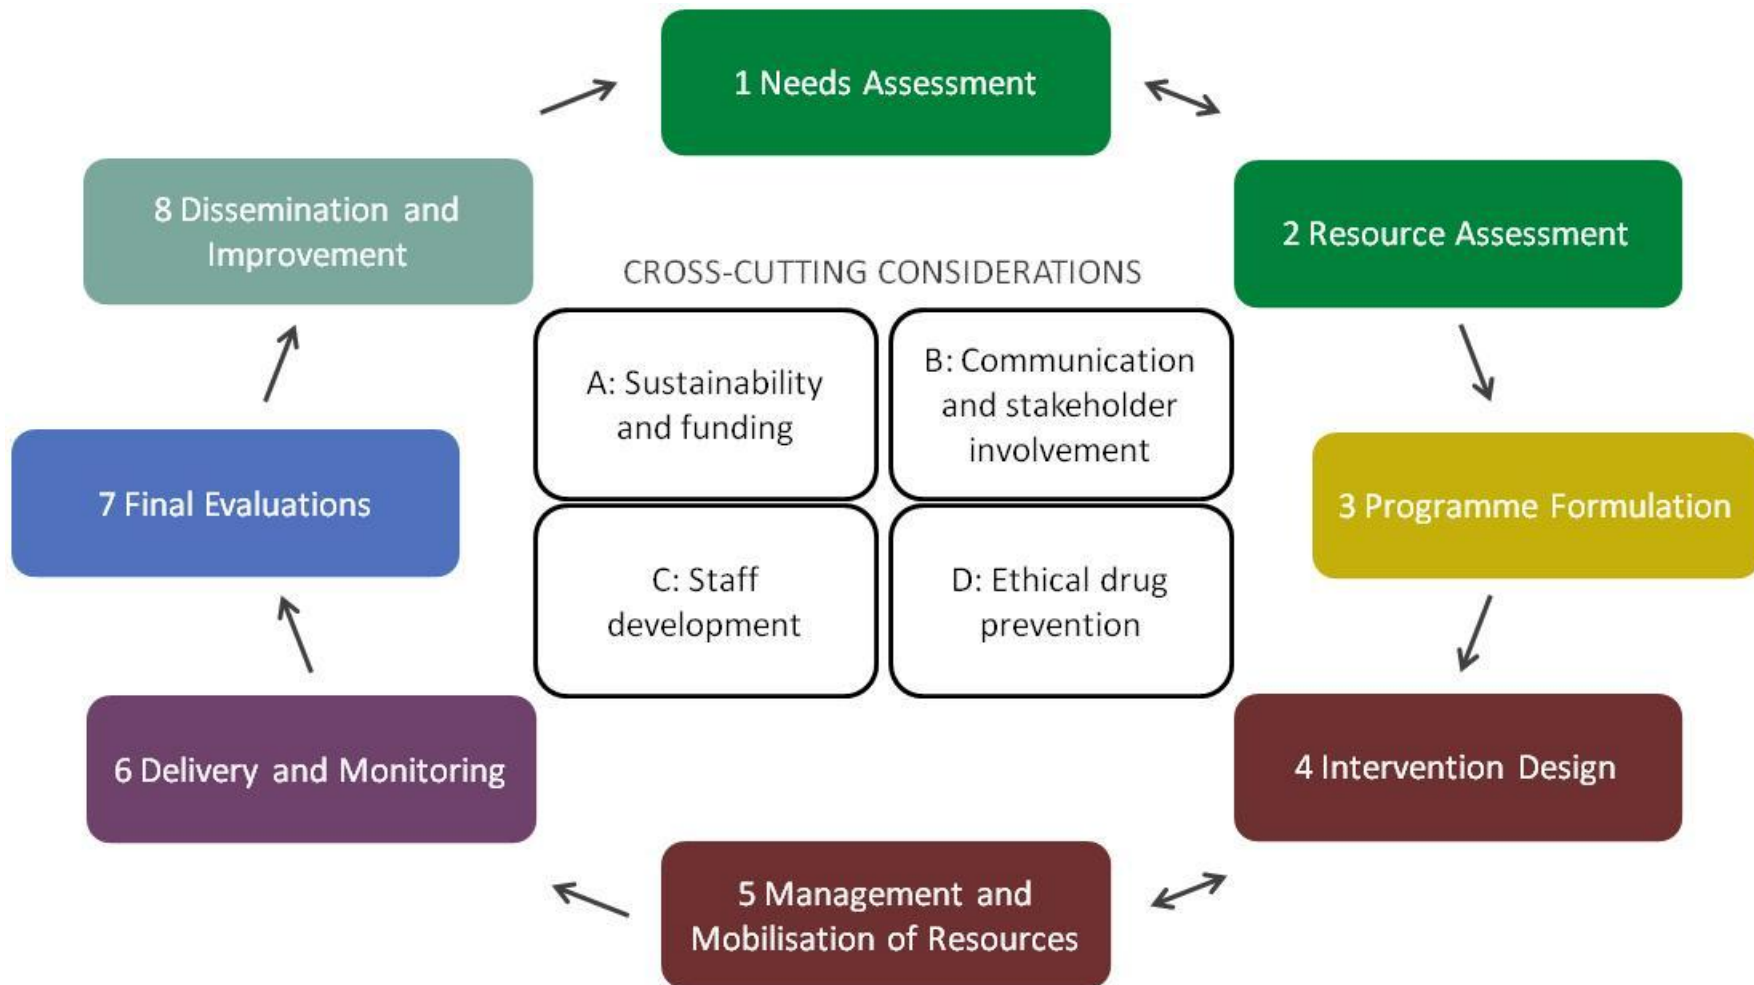 1 Needs Assessment
2 Resource Assessment
3 Programme Formulation
4 Intervention Design
5 Management and
Mobilisation of Resources
6 Delivery and Monitoring
7 Final Evaluations
8 Dissemination and
Improvement
CROSS-CUTTING CONSIDERATIONS
A: Sustainability
and funding
B: Communication
and stakeholder
involvement
C: Staff
development
D: Ethical drug
prevention